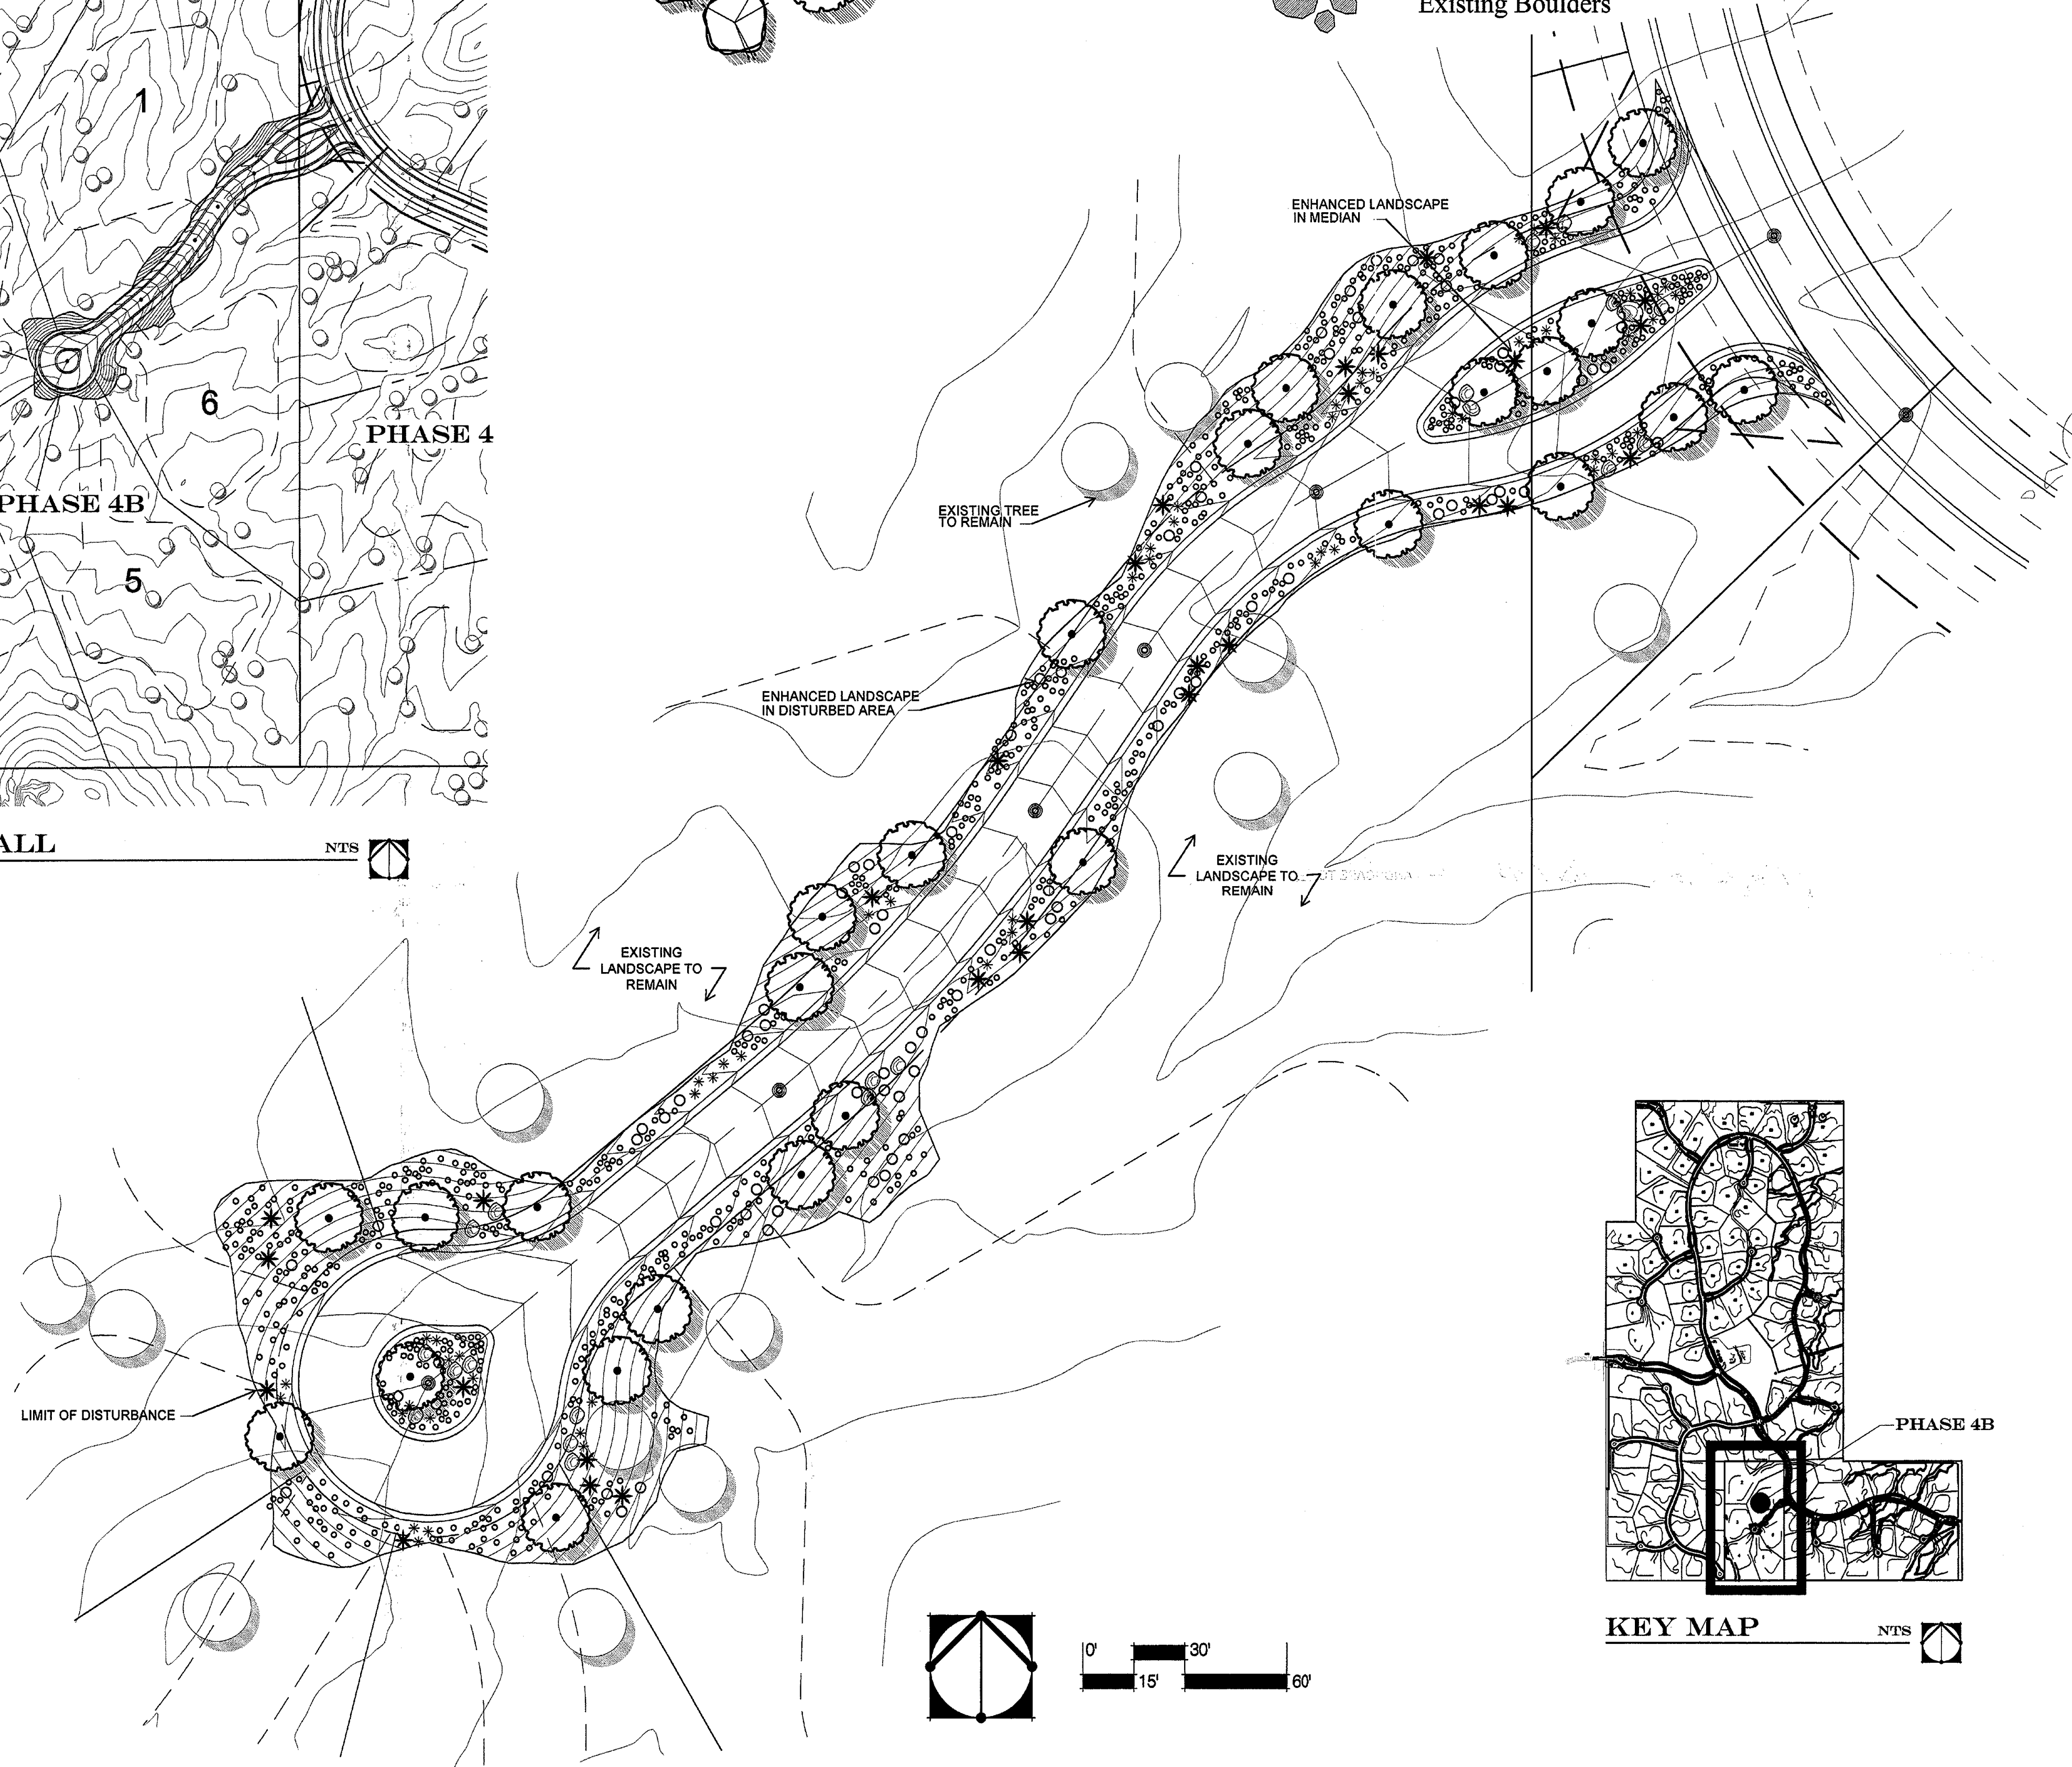 Existing Boulders
1
6
PHASE 4
PHASE 4B
5
ALL
NTS
ENHANCED LANDSCAPE
IN MEDIAN
EXISTING TREE
TO REMAIN
ENHANCED LANDSCAPE
IN DISTURBED AREA
EXISTING
LANDSCAPE TO
REMAIN
EXISTING
LANDSCAPE TO
REMAIN
LIMIT OF DISTURBANCE
0'
30'
15'
60'
PHASE 4B
KEY MAP
NTS